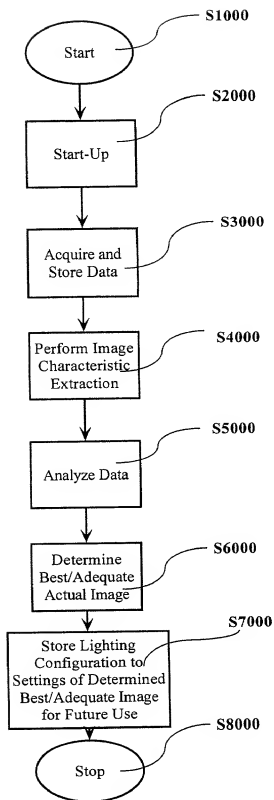 S1000
Start
S2000
Start-Up
S3000
Acquire and
Store Data
S4000
Perform Image
Characteristic
Extraction
S5000
Analyze Data
S6000
Determine
Best/Adequate
Actual Image
S7000
Store Lighting
Configuration to
Settings of Determined
Best/Adequate Image
for Future Use
S8000
Stop